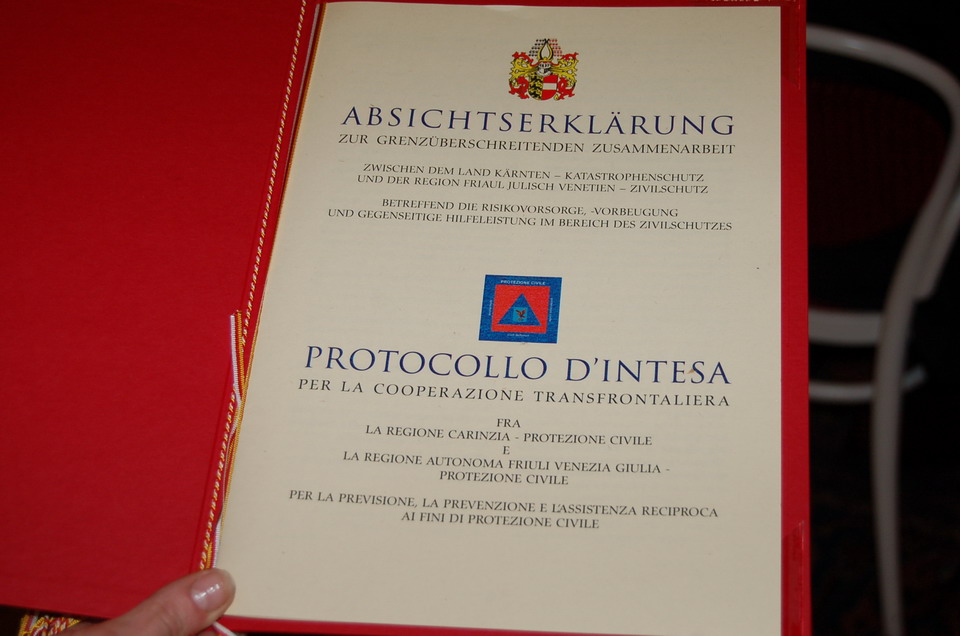 ABSICHTSERKLÄRUNG
ZUR GRENZÜBERSCHREITENDEN ZUSAMMENARBEIT
ZWISCHEN DEM LAND KÄRNTEN – KATASTROPHENSCHUTZ
UND DER REGION FRIAUL JULISCH VENETIEN – ZIVILSCHUTZ
BETREFFEND DIE RISIKOVORSORGE, -VORBEUGUNG
UND GEGENSEITIGE HILFELEISTUNG IM BEREICH DES ZIVILSCHUTZES
PROTEZIONE CIVILE
PROTOCOLLO D'INTESA
PER LA COOPERAZIONE TRANSFRONTALIERA
FRA
LA REGIONE CARINZIA - PROTEZIONE CIVILE
E
LA REGIONE AUTONOMA FRIULI VENEZIA GIULIA -
PROTEZIONE CIVILE
PER LA PREVISIONE, LA PREVENZIONE E L'ASSISTENZA RECIPROCA
AI FINI DI PROTEZIONE CIVILE